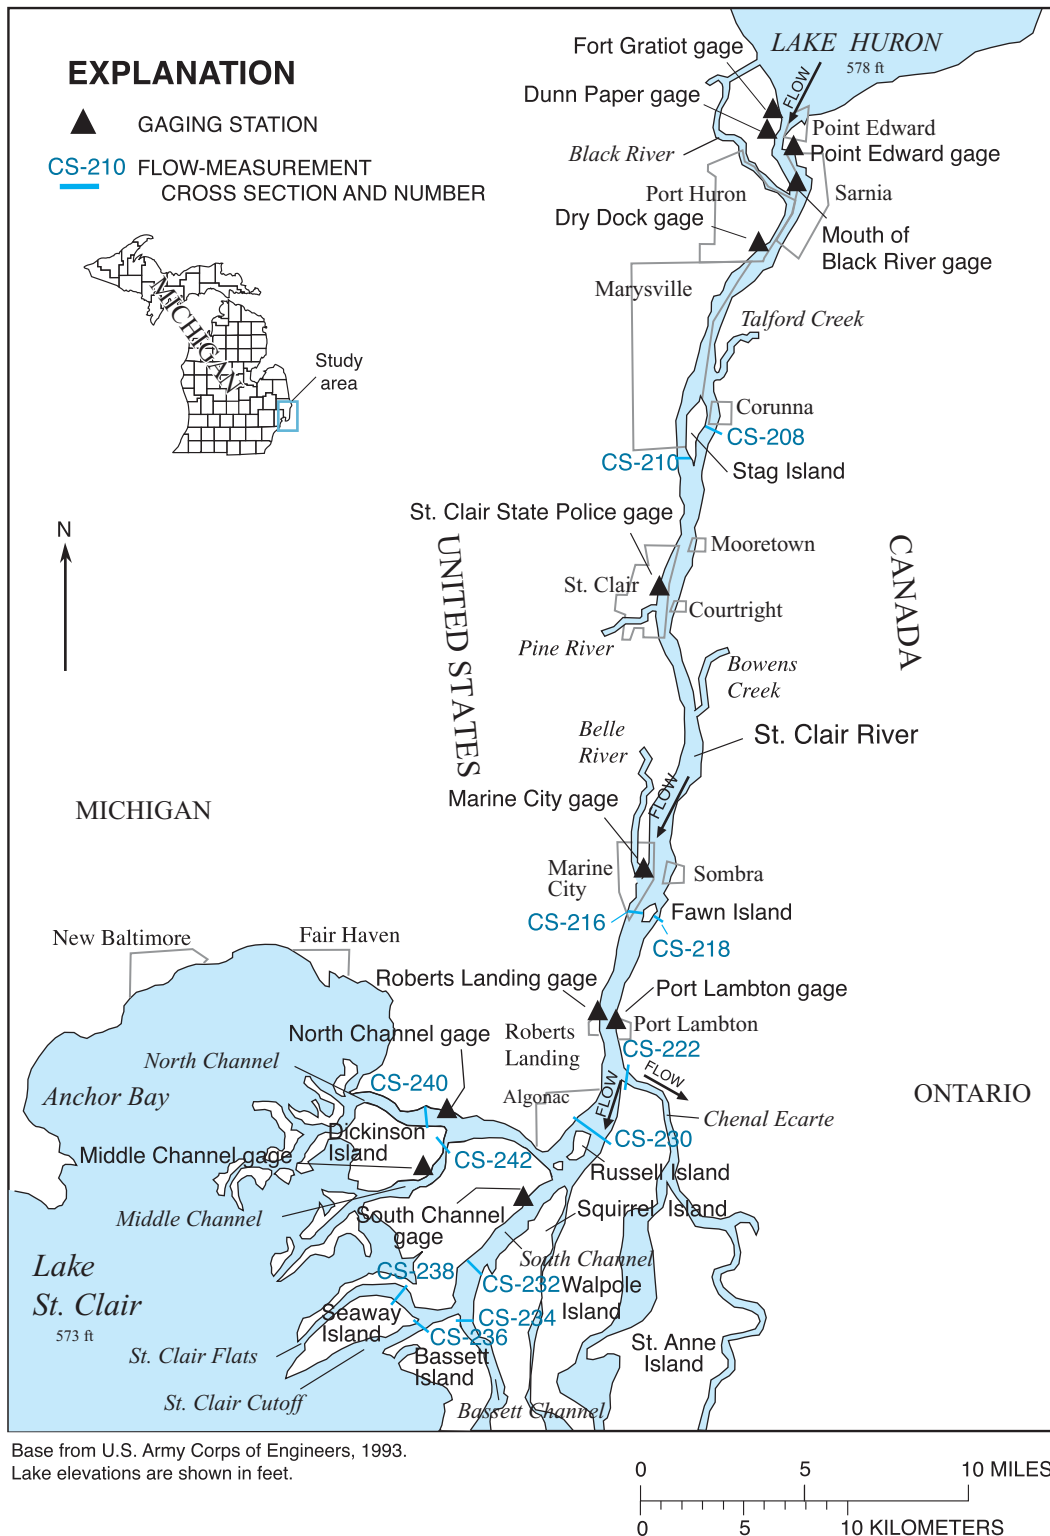 EXPLANATION
GAGING STATION
CS-210 FLOW-MEASUREMENT
CROSS SECTION AND NUMBER
MICHIGAN
Study
area
N
Fort Gratiot gage
LAKE HURON
578 ft
FLOW
Dunn Paper gage
Point Edward
Point Edward gage
Black River
Port Huron
Sarnia
Dry Dock gage
Mouth of
Black River gage
Marysville
Talford Creek
Corunna
CS-208
CS-210
Stag Island
St. Clair State Police gage
UNITED STATES
CANADA
Mooretown
St. Clair
Courtright
Pine River
Bowens
Creek
Belle
River
St. Clair River
FLOW
Marine City gage
MICHIGAN
Marine
City
Sombra
CS-216
Fawn Island
CS-218
New Baltimore
Fair Haven
Roberts Landing gage
Port Lambton gage
North Channel gage
Roberts
Landing
Port Lambton
CS-222
North Channel
FLOW
FLOW
CS-240
Anchor Bay
Algonac
ONTARIO
Chenal Ecarte
Dickinson
Island
CS-230
Middle Channel gage
CS-242
Russell Island
Middle Channel
South Channel
gage
Squirrel Island
South Channel
Lake
St. Clair
573 ft
CS-238
CS-232
Walpole
Island
Seaway
Island
CS-234
CS-236
St. Clair Flats
Bassett
Island
St. Anne
Island
St. Clair Cutoff
Bassett Channel
Base from U.S. Army Corps of Engineers, 1993.
Lake elevations are shown in feet.
0 5 10 MILES
0 5 10 KILOMETERS